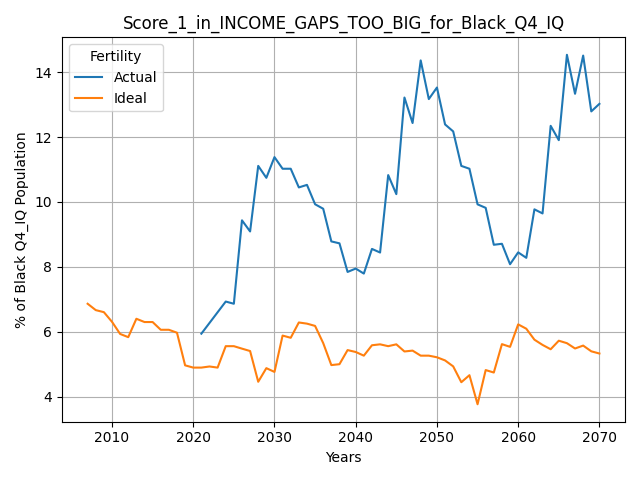 Score_1_in_INCOME_GAPS_TOO_BIG_for_Black_Q4_IQ
Fertility
Actual
Ideal
% of Black Q4_IQ Population
14
12
10
8
6
4
2010 2020 2030 2040 2050 2060 2070
Years